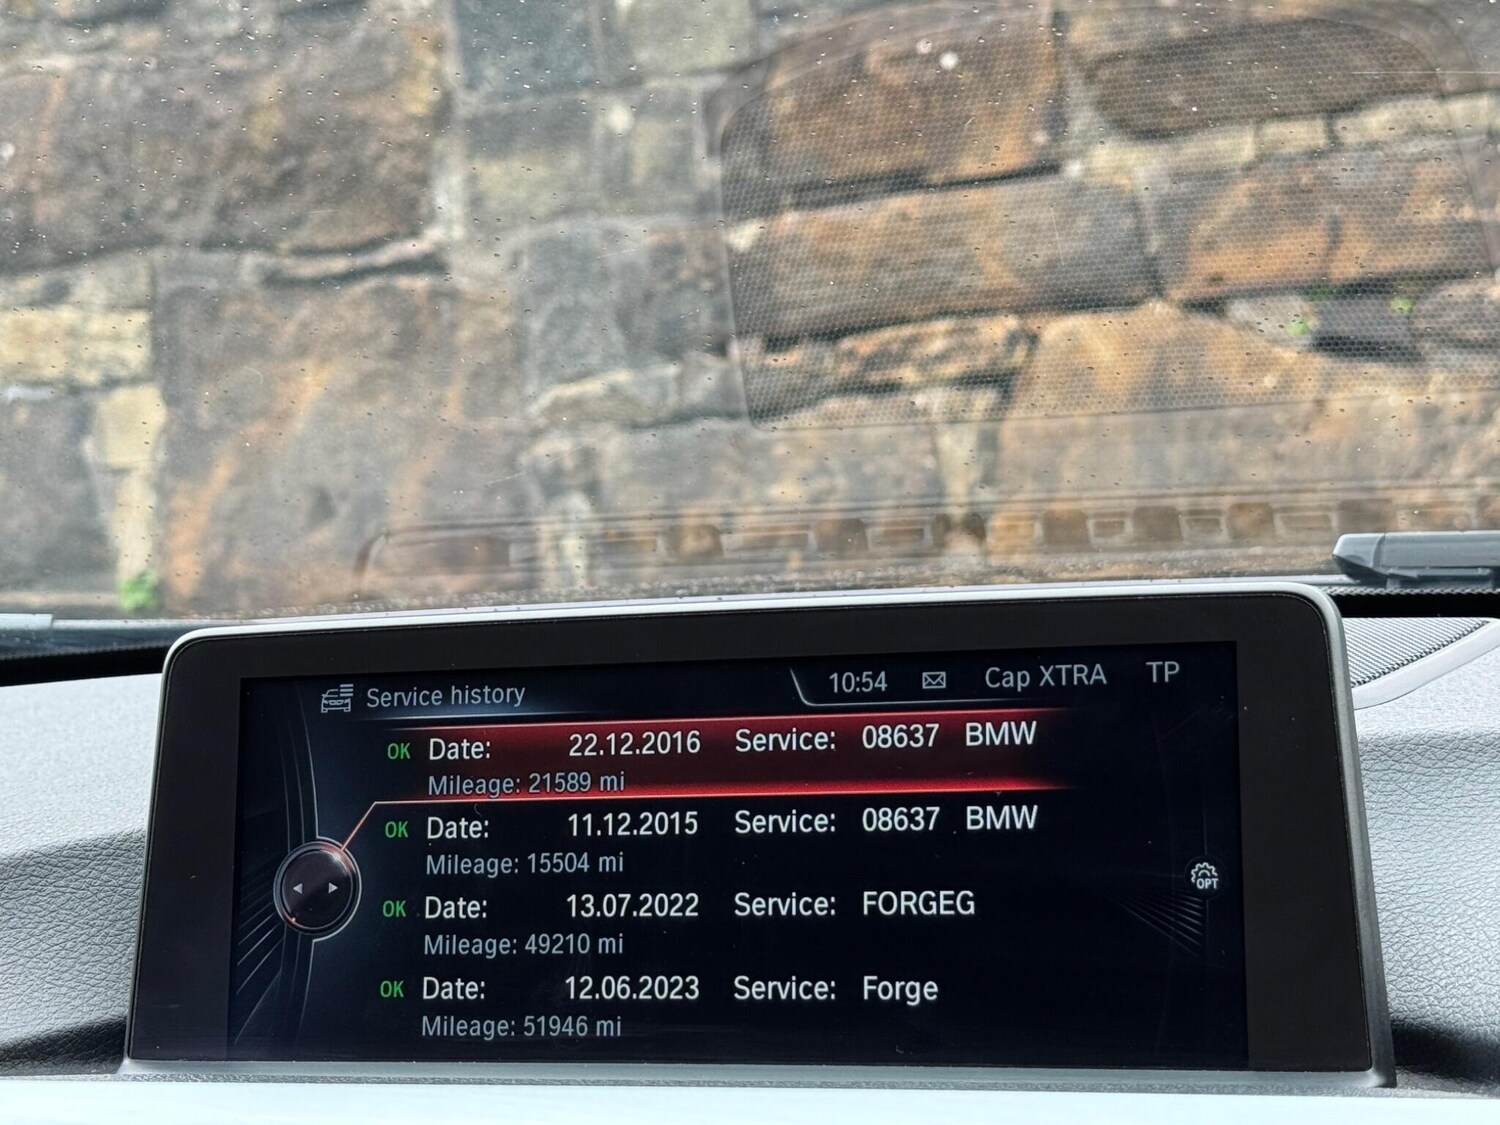 Service history
10:54 Cap XTRA TP
OK Date: 22.12.2016 Service: 08637 BMW
Mileage: 21589 mi
OK Date: 11.12.2015 Service: 08637 BMW
Mileage: 15504 mi
OPT
OK Date: 13.07.2022 Service: FORGEG
Mileage: 49210 mi
OK Date: 12.06.2023 Service: Forge
Mileage: 51946 mi